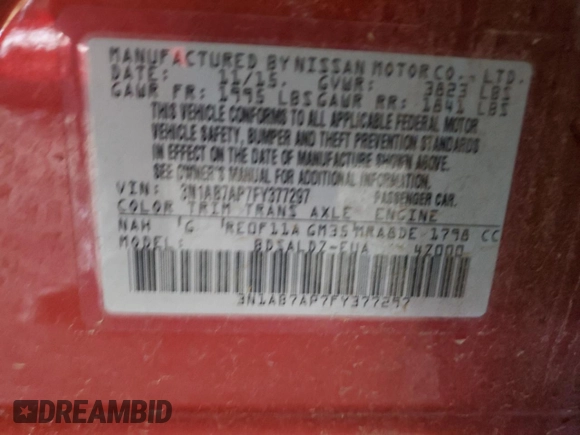 MANUFACTURED BY NISSAN MOTOR CO., LTD.
DATE: 11/15. GVWR: 3823 LBS
GAWR FR: 1995 LBS GAWR RR: 1841 LBS
THIS VEHICLE CONFORMS TO ALL APPLICABLE FEDERAL MOTOR
VEHICLE SAFETY, BUMPER AND THEFT PREVENTION STANDARDS
IN EFFECT ON THE DATE OF MANUFACTURE SHOWN ABOVE.
SEE OWNER'S MANUAL FOR ADDITIONAL INFORMATION.
VIN: 3N1AB7AP7FY377297 PASSENGER CAR.
COLOR TRIM TRANS AXLE ENGINE
NAH G RE0F11A GM35 MRA8DE 1798 CC
BDSALDZ-EUA 47000
3N1AB7AP7FY377297
DREAMBID